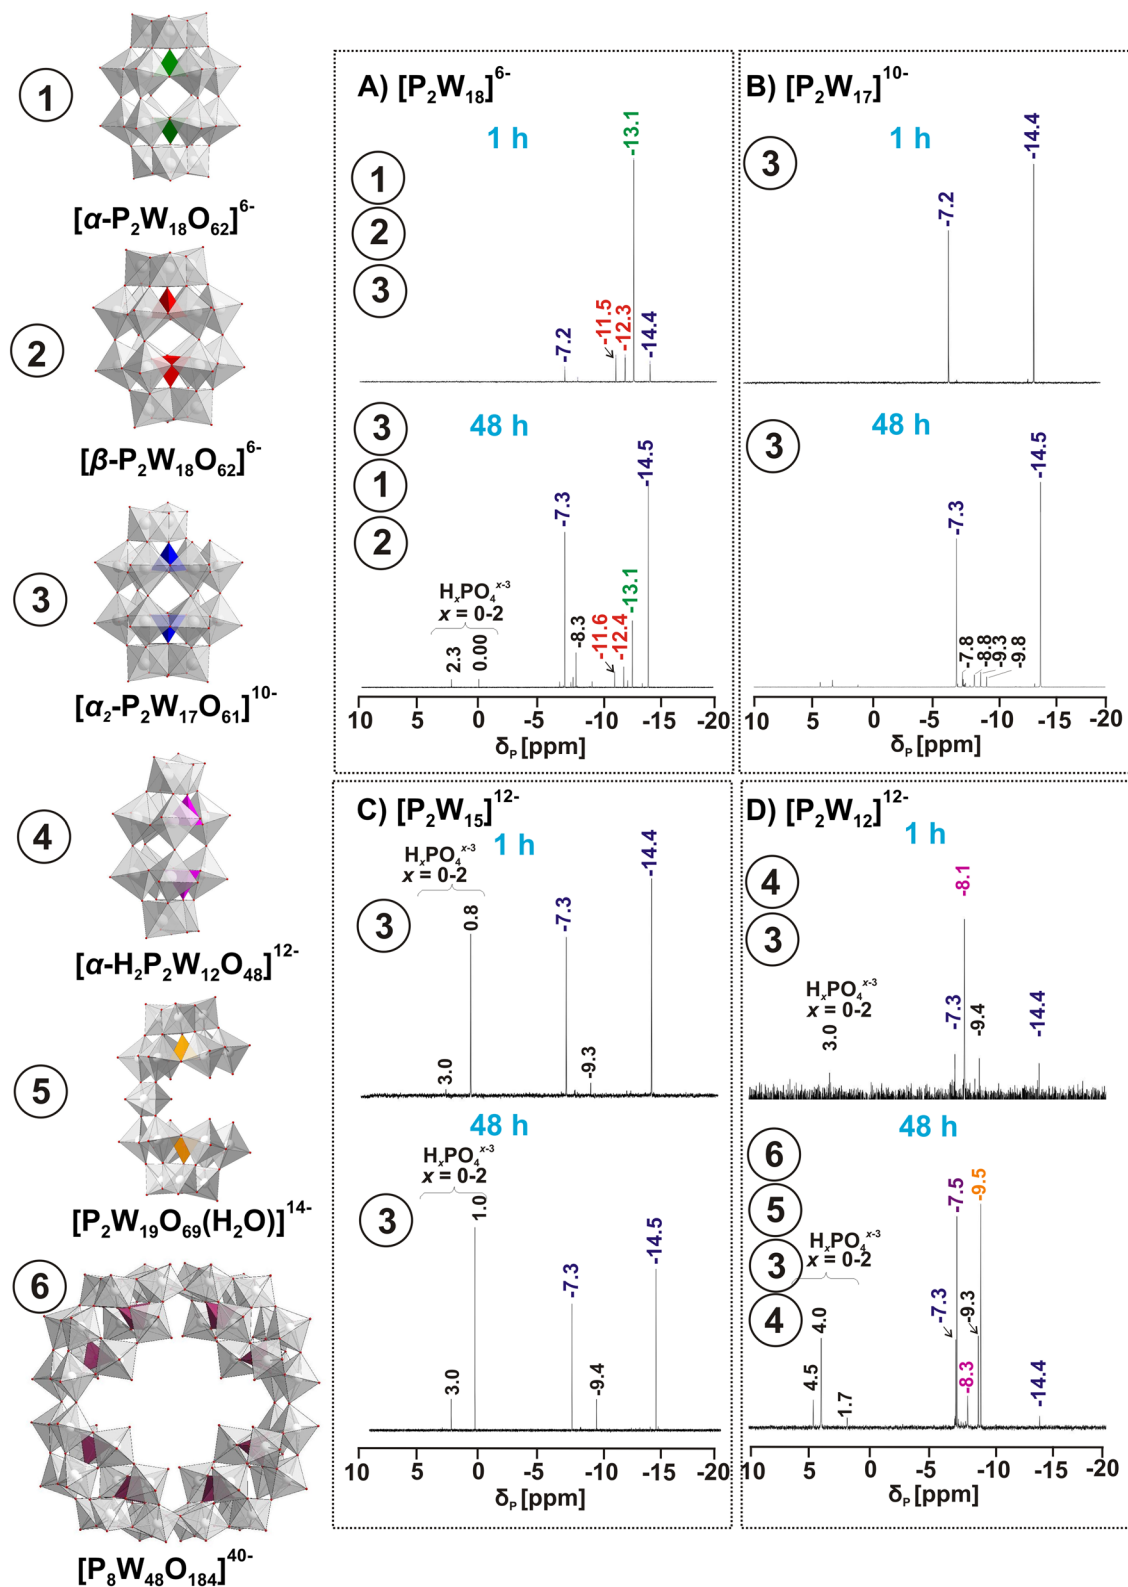 1
[α-P₂W₁₈O₆₂]⁶⁻
2
[β-P₂W₁₈O₆₂]⁶⁻
3
[α₂-P₂W₁₇O₆₁]¹⁰⁻
4
[α-H₂P₂W₁₂O₄₈]¹²⁻
5
[P₂W₁₉O₆₉(H₂O)]¹⁴⁻
6
[P₈W₄₈O₁₈₄]⁴⁰⁻
A) [P₂W₁₈]⁶⁻
1 h
1
2
3
-7.2
-11.5
-12.3
-13.1
-14.4
48 h
3
1
2
HₓPO₄ˣ⁻³
x = 0-2
2.3
0.00
-7.3
-8.3
-11.6
-12.4
-13.1
-14.5
10 5 0 -5 -10 -15 -20
δP [ppm]
B) [P₂W₁₇]¹⁰⁻
1 h
3
-7.2
-14.4
48 h
3
-7.3
-7.8
-8.8
-9.3
-9.8
-14.5
10 5 0 -5 -10 -15 -20
δP [ppm]
C) [P₂W₁₅]¹²⁻
1 h
HₓPO₄ˣ⁻³
x = 0-2
3
3.0
0.8
-7.3
-9.3
-14.4
48 h
HₓPO₄ˣ⁻³
x = 0-2
3
3.0
1.0
-7.3
-9.4
-14.5
10 5 0 -5 -10 -15 -20
δP [ppm]
D) [P₂W₁₂]¹²⁻
1 h
4
3
HₓPO₄ˣ⁻³
x = 0-2
3.0
-7.3
-8.1
-9.4
-14.4
48 h
6
5
3
4
HₓPO₄ˣ⁻³
x = 0-2
4.5
4.0
1.7
-7.3
-7.5
-8.3
-9.3
-9.5
-14.4
10 5 0 -5 -10 -15 -20
δP [ppm]